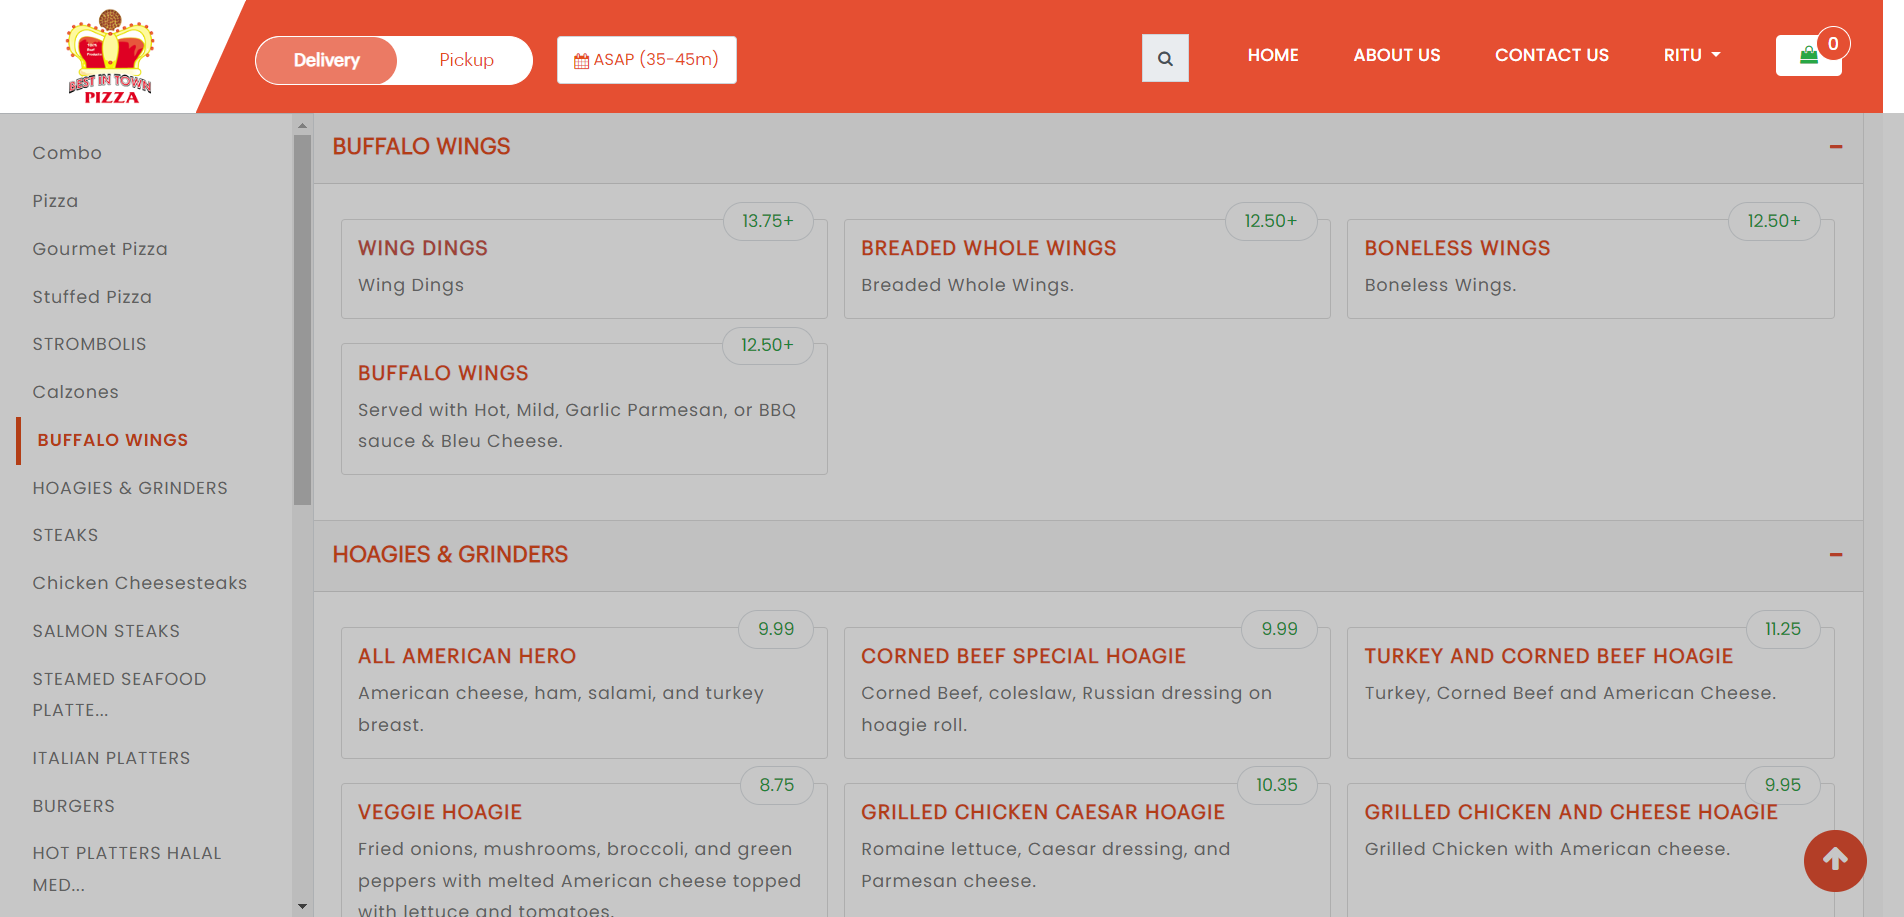 BEST IN TOWN
PIZZA
Delivery
Pickup
ASAP (35-45m)
HOME
ABOUT US
CONTACT US
RITU
0
Combo
Pizza
Gourmet Pizza
Stuffed Pizza
STROMBOLIS
Calzones
BUFFALO WINGS
HOAGIES & GRINDERS
STEAKS
Chicken Cheesesteaks
SALMON STEAKS
STEAMED SEAFOOD
PLATTE...
ITALIAN PLATTERS
BURGERS
HOT PLATTERS HALAL
MED...
BUFFALO WINGS
13.75+
WING DINGS
Wing Dings
12.50+
BREADED WHOLE WINGS
Breaded Whole Wings.
12.50+
BONELESS WINGS
Boneless Wings.
12.50+
BUFFALO WINGS
Served with Hot, Mild, Garlic Parmesan, or BBQ
sauce & Bleu Cheese.
HOAGIES & GRINDERS
9.99
ALL AMERICAN HERO
American cheese, ham, salami, and turkey
breast.
9.99
CORNED BEEF SPECIAL HOAGIE
Corned Beef, coleslaw, Russian dressing on
hoagie roll.
11.25
TURKEY AND CORNED BEEF HOAGIE
Turkey, Corned Beef and American Cheese.
8.75
VEGGIE HOAGIE
Fried onions, mushrooms, broccoli, and green
peppers with melted American cheese topped
with lettuce and tomatoes.
10.35
GRILLED CHICKEN CAESAR HOAGIE
Romaine lettuce, Caesar dressing, and
Parmesan cheese.
9.95
GRILLED CHICKEN AND CHEESE HOAGIE
Grilled Chicken with American cheese.